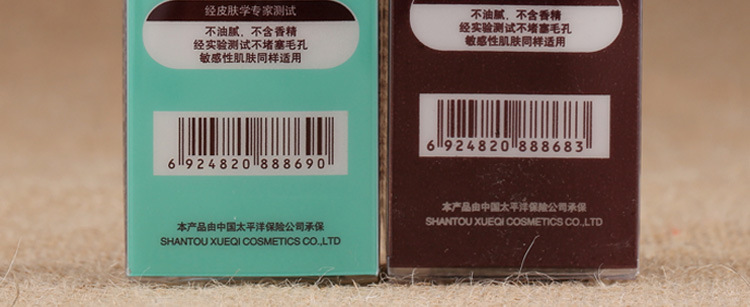 经皮肤学专家测试
不油腻，不含香精
经实验测试不堵塞毛孔
敏感性肌肤同样适用
6 924820 888690
本产品由中国太平洋保险公司承保
SHANTOU XUEQI COSMETICS CO.,LTD
不油腻，不含香精
经实验测试不堵塞毛孔
敏感性肌肤同样适用
6 924820 888683
本产品由中国太平洋保险公司承保
SHANTOU XUEQI COSMETICS CO.,LTD